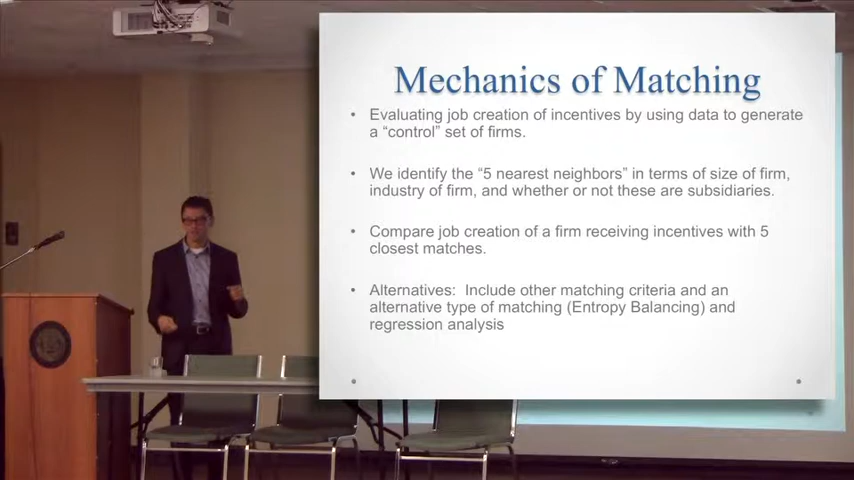 Mechanics of Matching
• Evaluating job creation of incentives by using data to generate
a “control” set of firms.
• We identify the “5 nearest neighbors” in terms of size of firm,
industry of firm, and whether or not these are subsidiaries.
• Compare job creation of a firm receiving incentives with 5
closest matches.
• Alternatives:  Include other matching criteria and an
alternative type of matching (Entropy Balancing) and
regression analysis